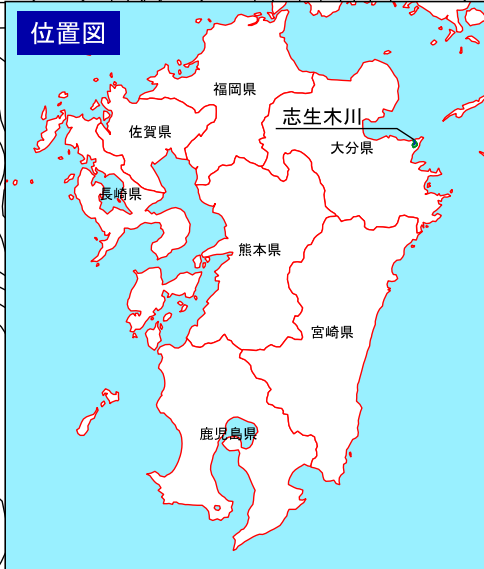 位置図
福岡県
志生木川
佐賀県
大分県
長崎県
熊本県
宮崎県
鹿児島県